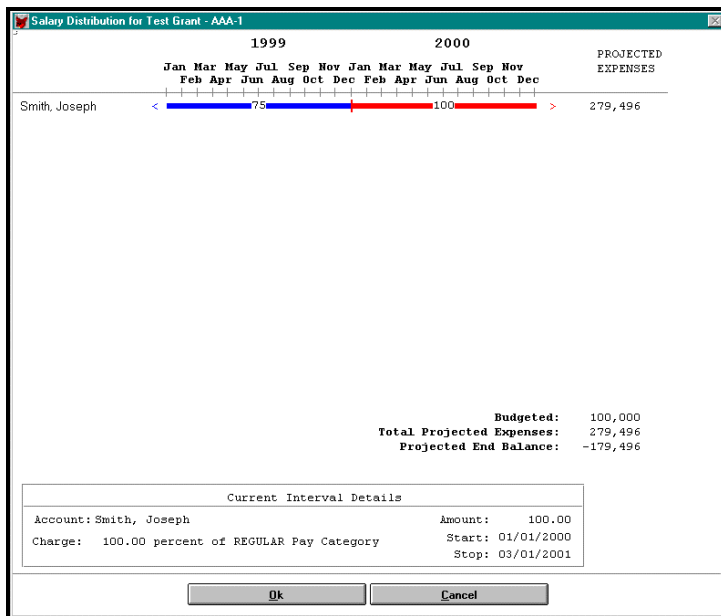 Salary Distribution for Test Grant - AAA-1
1999 2000 PROJECTED
Jan Mar May Jul Sep Nov Jan Mar May Jul Sep Nov EXPENSES
Feb Apr Jun Aug Oct Dec Feb Apr Jun Aug Oct Dec
Smith, Joseph < 75 100 > 279,496
Budgeted: 100,000
Total Projected Expenses: 279,496
Projected End Balance: -179,496
Current Interval Details
Account: Smith, Joseph Amount: 100.00
Charge: 100.00 percent of REGULAR Pay Category Start: 01/01/2000
Stop: 03/01/2001
Ok Cancel